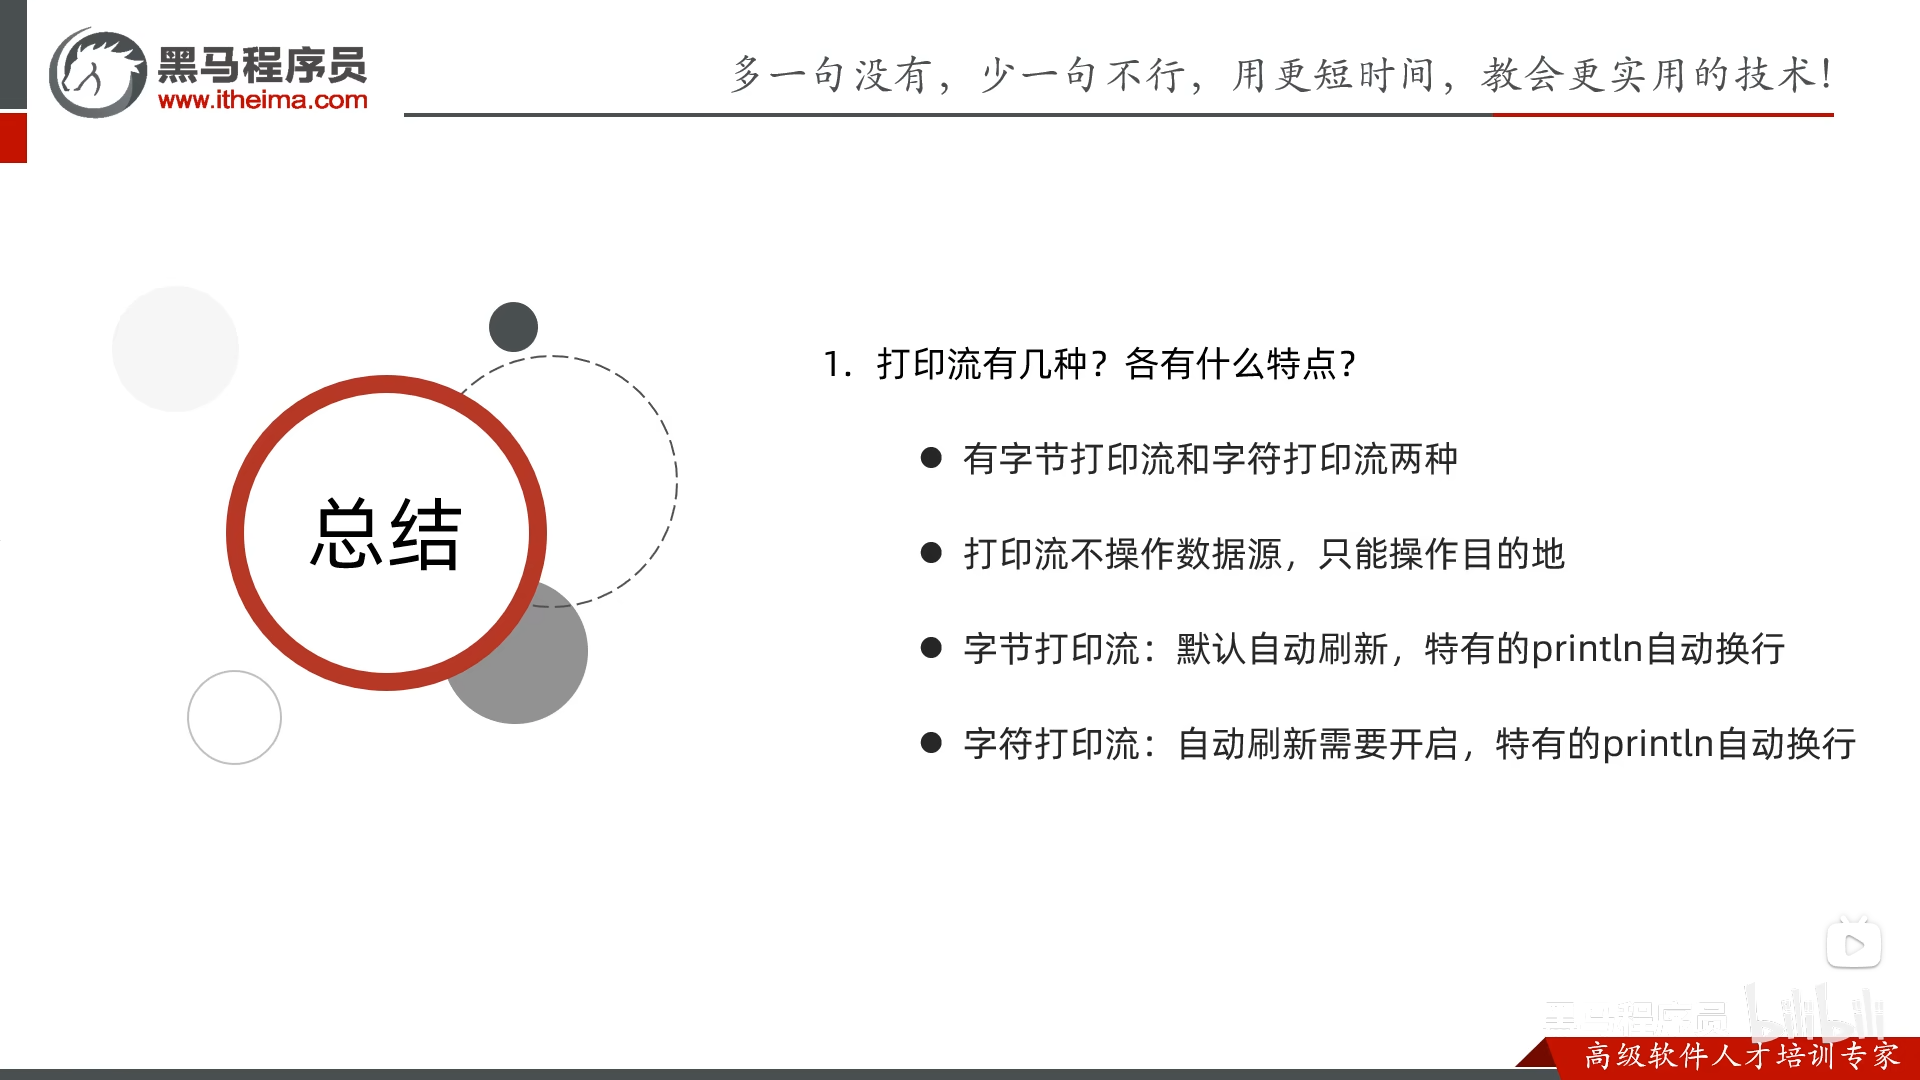 黑马程序员
www.itheima.com
多一句没有，少一句不行，用更短时间，教会更实用的技术！
总结
1. 打印流有几种？各有什么特点？
● 有字节打印流和字符打印流两种
● 打印流不操作数据源，只能操作目的地
● 字节打印流：默认自动刷新，特有的println自动换行
● 字符打印流：自动刷新需要开启，特有的println自动换行
黑马程序员 bilibili
高级软件人才培训专家